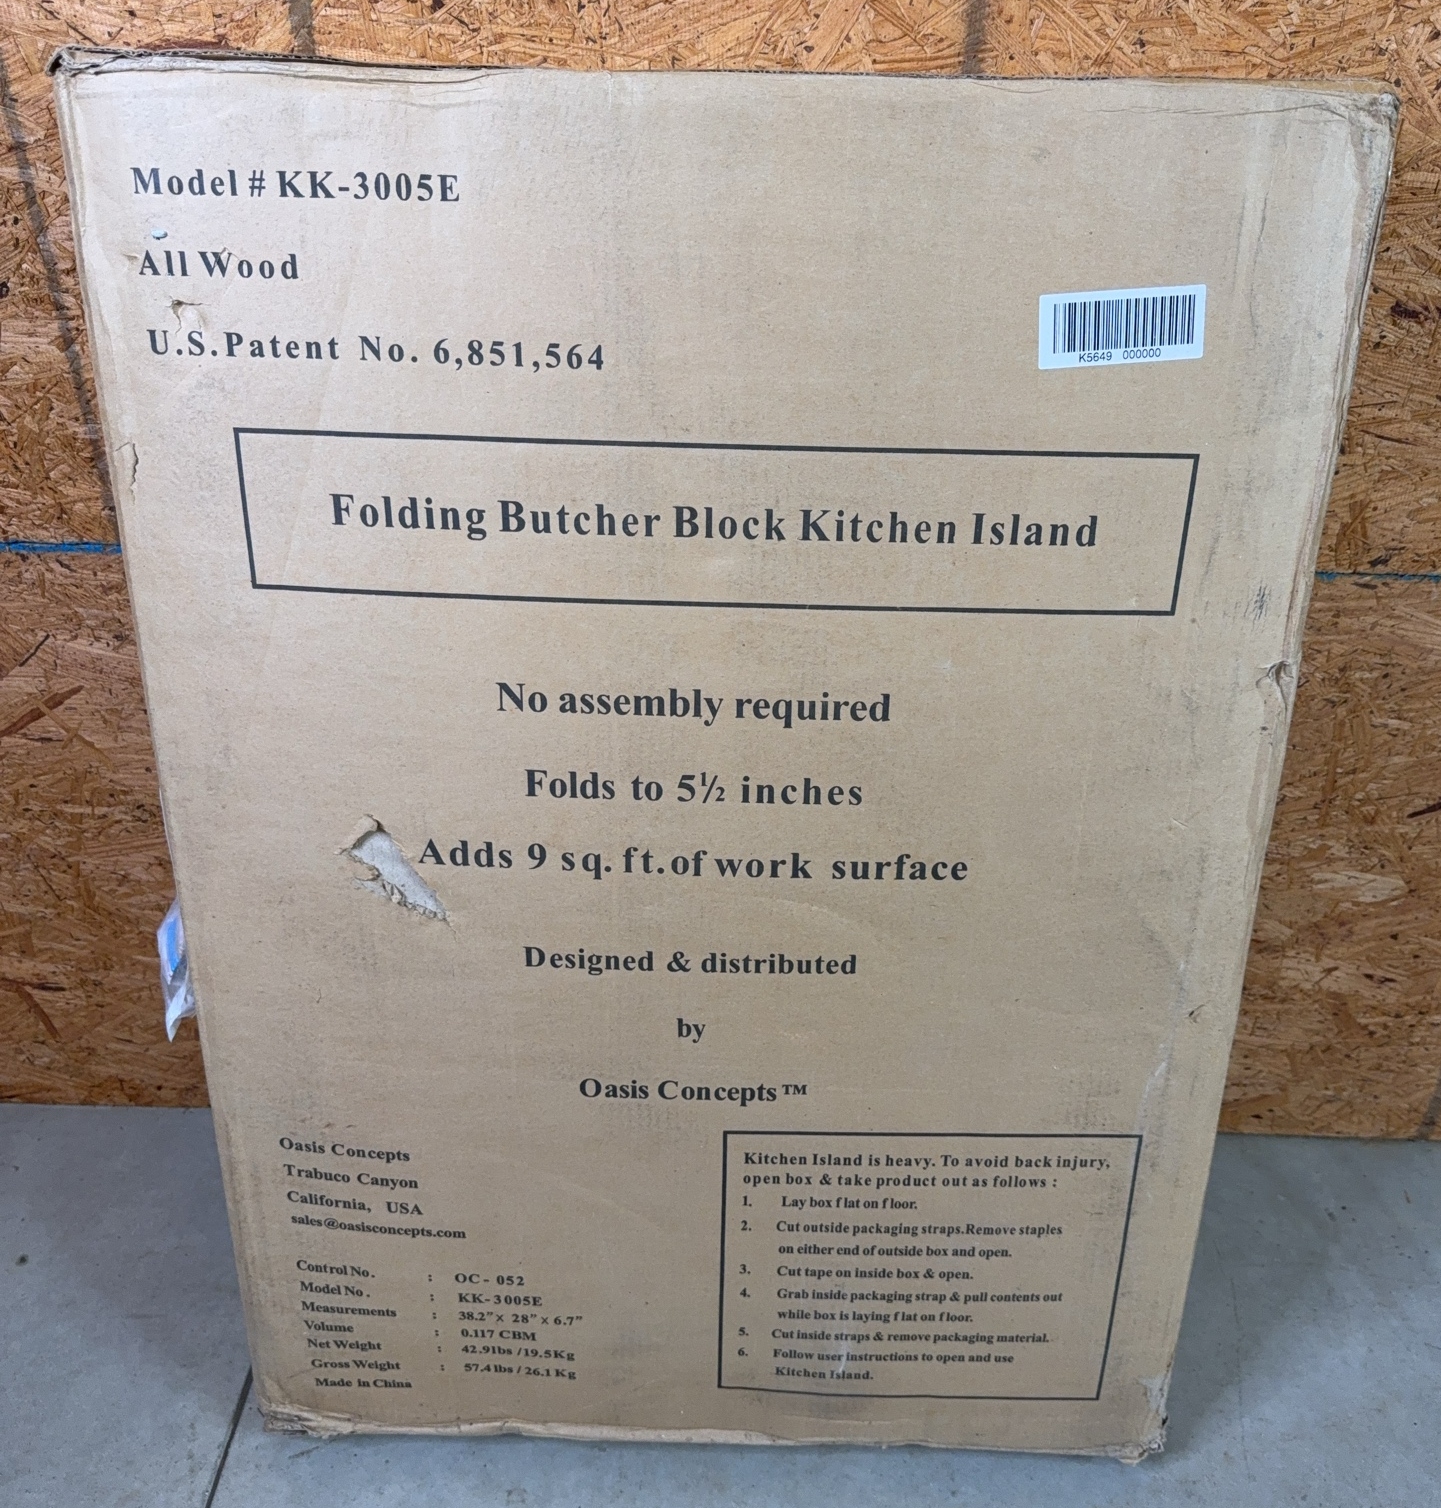 Model # KK-3005E
All Wood
U.S.Patent No. 6,851,564
K5649 000000
Folding Butcher Block Kitchen Island
No assembly required
Folds to 5½ inches
Adds 9 sq. ft.of work surface
Designed & distributed
by
Oasis Concepts™
Oasis Concepts
Trabuco Canyon
California, USA
sales@oasisconcepts.com
Control No. : OC - 052
Model No. : KK-3005E
Measurements : 38.2" x 28" x 6.7"
Volume : 0.117 CBM
Net Weight : 42.9lbs /19.5Kg
Gross Weight : 57.4lbs / 26.1 Kg
Made in China
Kitchen Island is heavy. To avoid back injury,
open box & take product out as follows :
1. Lay box flat on floor.
2. Cut outside packaging straps.Remove staples
on either end of outside box and open.
3. Cut tape on inside box & open.
4. Grab inside packaging strap & pull contents out
while box is laying flat on floor.
5. Cut inside straps & remove packaging material.
6. Follow user instructions to open and use
Kitchen Island.